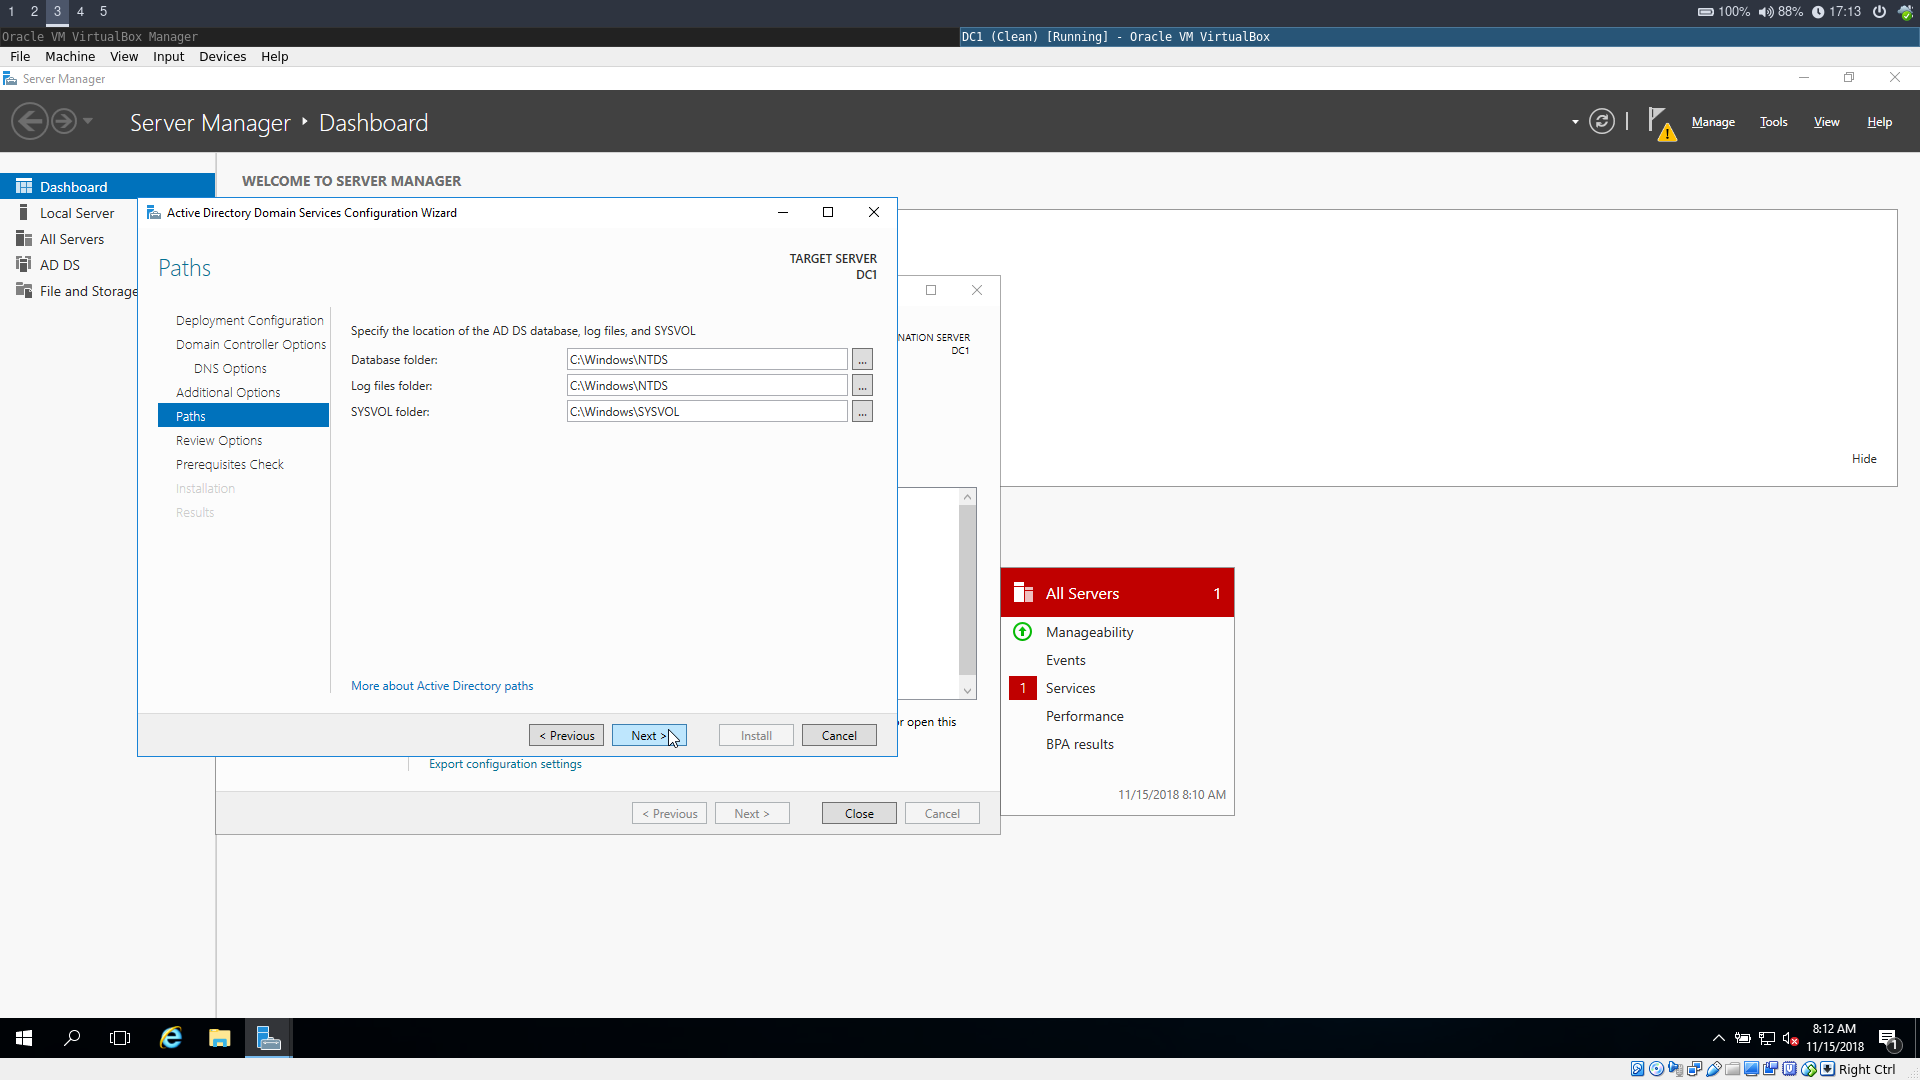 1 2 3 4 5
100% 88% 17:13
Oracle VM VirtualBox Manager
DC1 (Clean) [Running] - Oracle VM VirtualBox
File Machine View Input Devices Help
Server Manager
Server Manager ‣ Dashboard
Manage Tools View Help
Dashboard
Local Server
All Servers
AD DS
File and Storage
WELCOME TO SERVER MANAGER
Active Directory Domain Services Configuration Wizard
Paths
TARGET SERVER
DC1
Deployment Configuration
Domain Controller Options
DNS Options
Additional Options
Paths
Review Options
Prerequisites Check
Installation
Results
Specify the location of the AD DS database, log files, and SYSVOL
Database folder: C:\Windows\NTDS ...
Log files folder: C:\Windows\NTDS ...
SYSVOL folder: C:\Windows\SYSVOL ...
More about Active Directory paths
< Previous Next > Install Cancel
NATION SERVER
DC1
or open this
Export configuration settings
< Previous Next > Close Cancel
Hide
All Servers 1
Manageability
Events
1 Services
Performance
BPA results
11/15/2018 8:10 AM
8:12 AM
11/15/2018
1
Right Ctrl